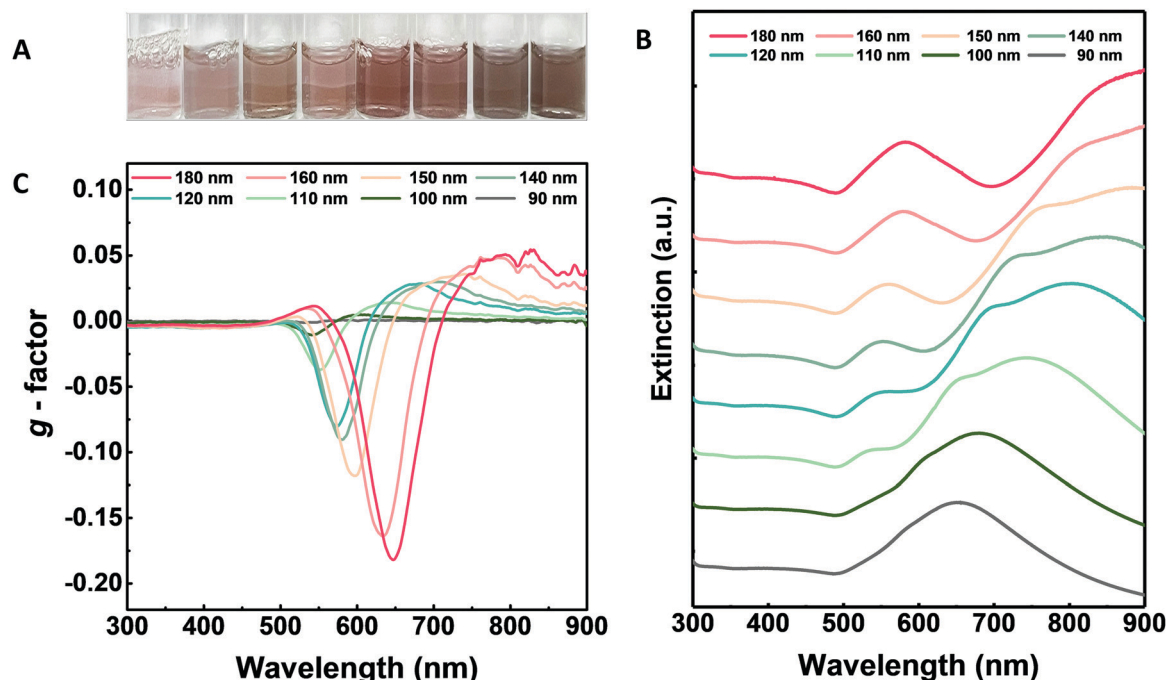 A
B
180 nm 160 nm 150 nm 140 nm
120 nm 110 nm 100 nm 90 nm
Extinction (a.u.)
300 400 500 600 700 800 900
Wavelength (nm)
C
180 nm 160 nm 150 nm 140 nm
120 nm 110 nm 100 nm 90 nm
0.10
0.05
0.00
-0.05
-0.10
-0.15
-0.20
g - factor
300 400 500 600 700 800 900
Wavelength (nm)